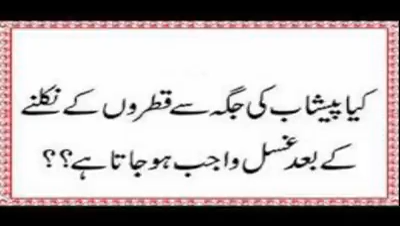 کیا پیشاب کی جگہ سے قطروں کے نکلنے
کے بعد غسل واجب ہو جاتا ہے؟؟